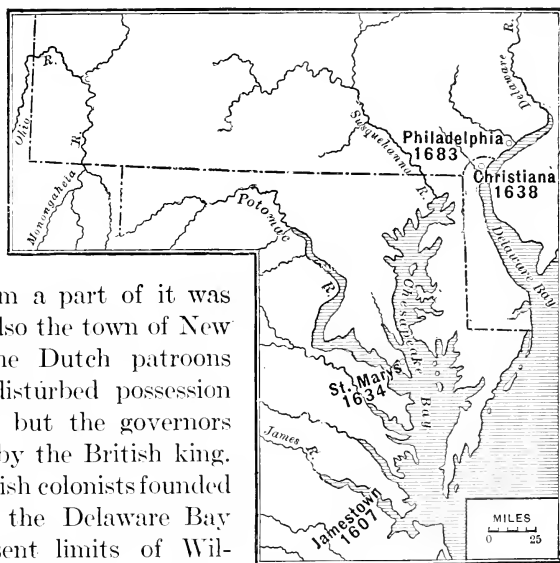 R.
Ohio
Monongahela R.
Susquehanna R.
Delaware R.
Philadelphia
1683
Christiana
1638
Delaware Bay
Potomac R.
Chesapeake Bay
St. Marys
1634
James R.
Jamestown
1607
MILES
0 25
m a part of it was
lso the town of New
ne Dutch patroons
disturbed possession
but the governors
by the British king.
ish colonists founded
the Delaware Bay
sent limits of Wil-